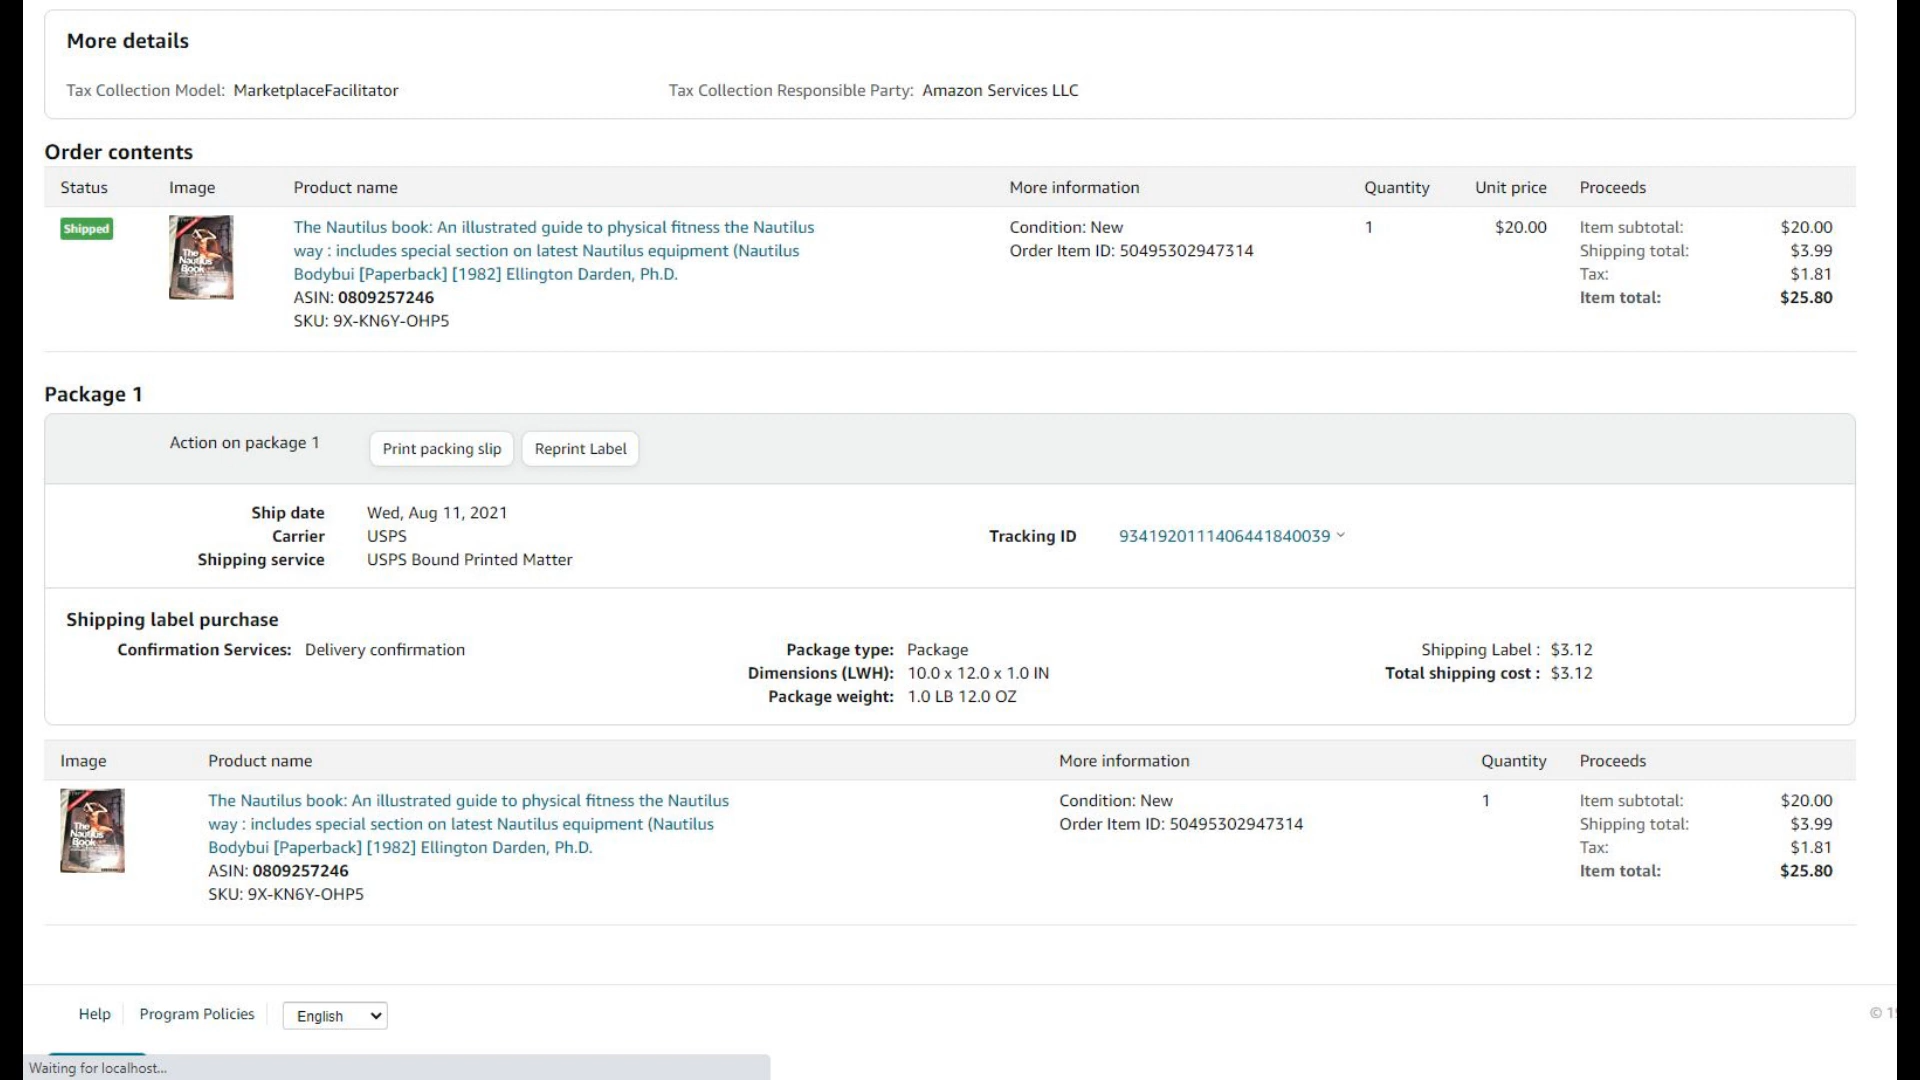 More details
Tax Collection Model: MarketplaceFacilitator Tax Collection Responsible Party: Amazon Services LLC
Order contents
Status Image Product name More information Quantity Unit price Proceeds
Shipped The Nautilus book: An illustrated guide to physical fitness the Nautilus Condition: New 1 $20.00 Item subtotal: $20.00
way : includes special section on latest Nautilus equipment (Nautilus Order Item ID: 50495302947314 Shipping total: $3.99
Bodybui [Paperback] [1982] Ellington Darden, Ph.D. Tax: $1.81
ASIN: 0809257246 Item total: $25.80
SKU: 9X-KN6Y-OHP5
The
Nautilus
Book
Package 1
Action on package 1 Print packing slip Reprint Label
Ship date Wed, Aug 11, 2021
Carrier USPS Tracking ID 9341920111406441840039
Shipping service USPS Bound Printed Matter
Shipping label purchase
Confirmation Services: Delivery confirmation Package type: Package Shipping Label : $3.12
Dimensions (LWH): 10.0 x 12.0 x 1.0 IN Total shipping cost : $3.12
Package weight: 1.0 LB 12.0 OZ
Image Product name More information Quantity Proceeds
The Nautilus book: An illustrated guide to physical fitness the Nautilus Condition: New 1 Item subtotal: $20.00
way : includes special section on latest Nautilus equipment (Nautilus Order Item ID: 50495302947314 Shipping total: $3.99
Bodybui [Paperback] [1982] Ellington Darden, Ph.D. Tax: $1.81
ASIN: 0809257246 Item total: $25.80
SKU: 9X-KN6Y-OHP5
The
Nautilus
Book
Help Program Policies English
Waiting for localhost...